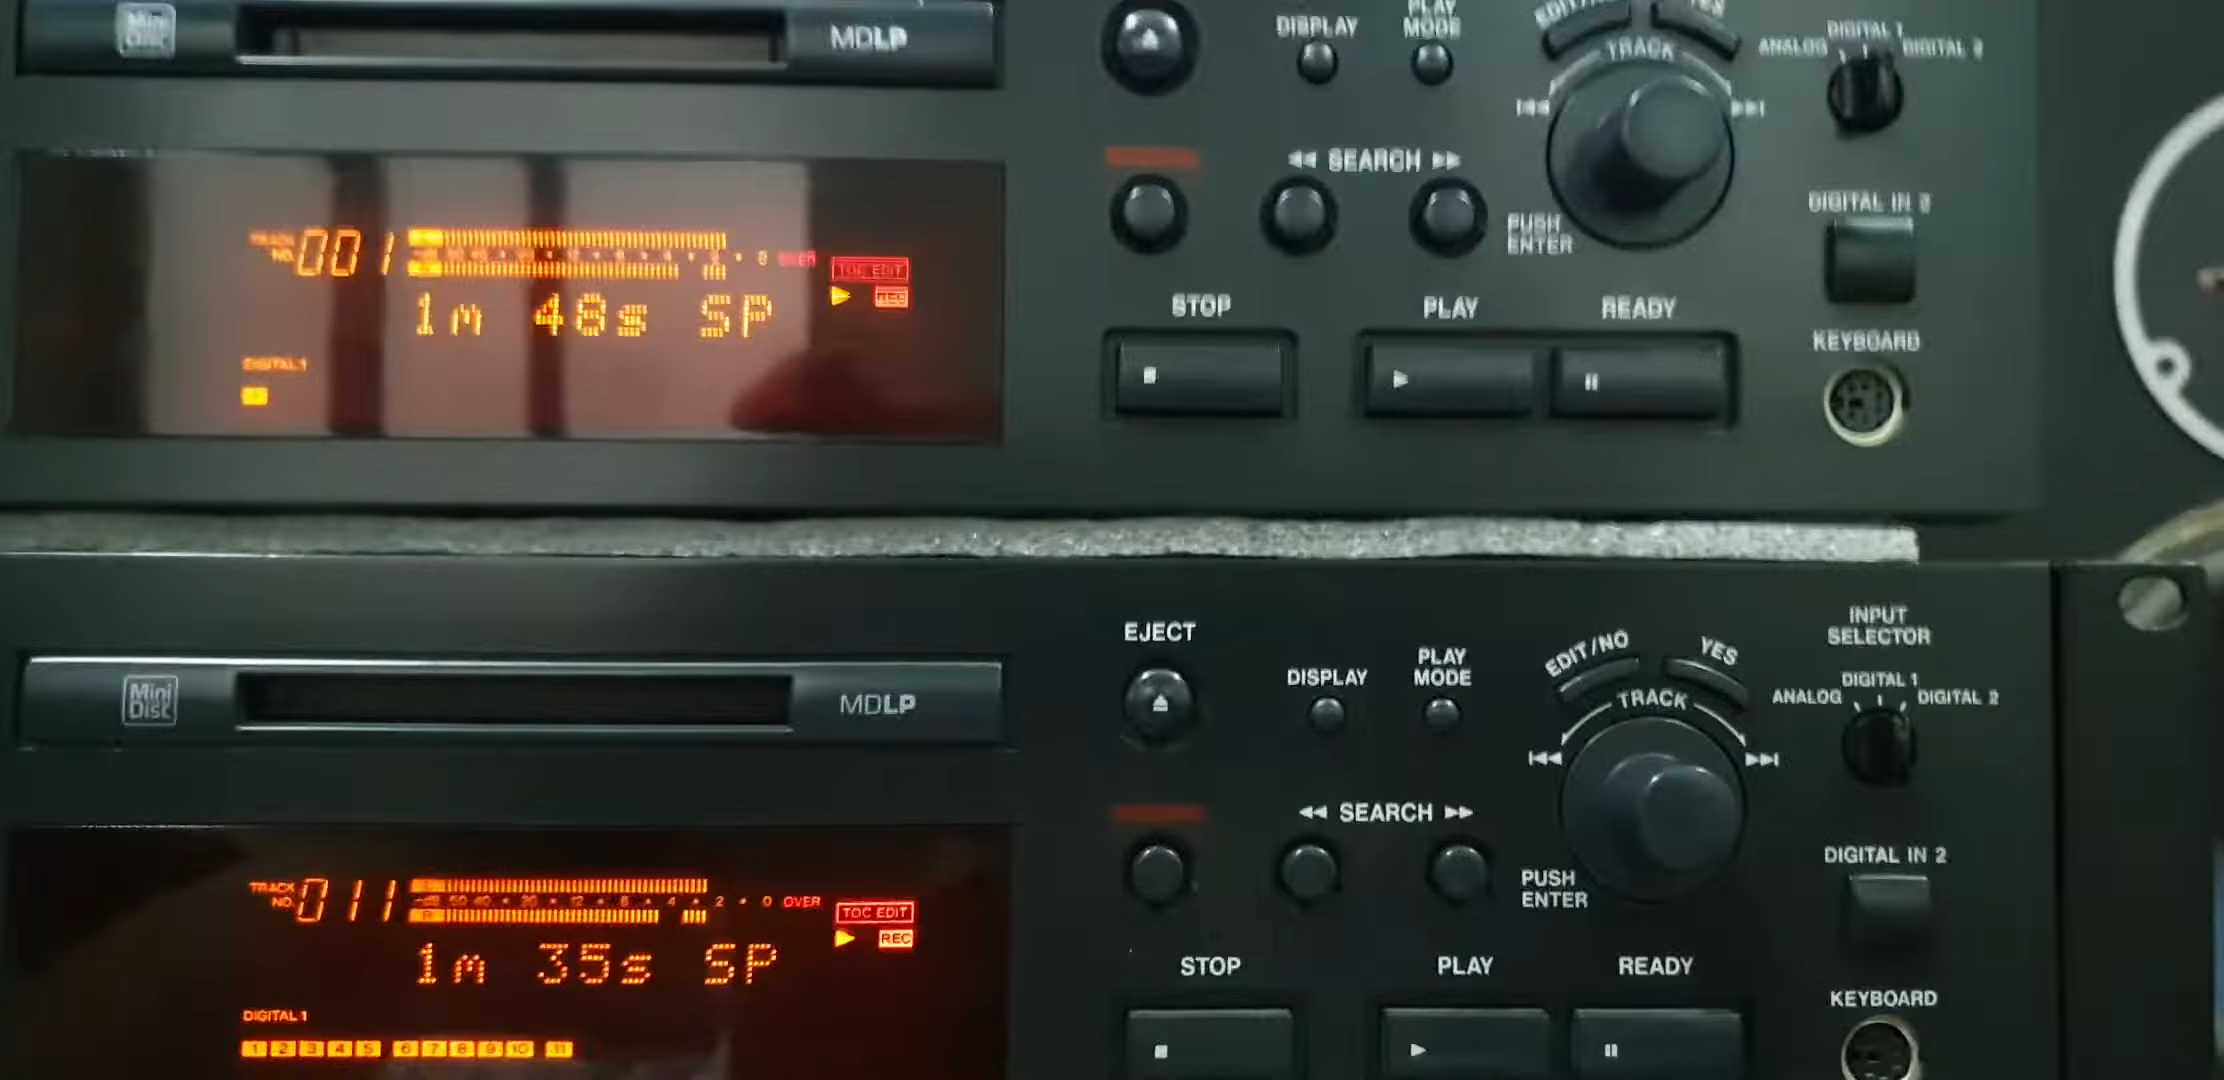 Mini
Disc
MDLP
DISPLAY
PLAY
MODE
YES
TRACK
ANALOG
DIGITAL 1
DIGITAL 2
SEARCH
PUSH
ENTER
DIGITAL IN 2
KEYBOARD
STOP
PLAY
READY
TRACK
NO.
001
OVER
TOC EDIT
1m 48s SP
DIGITAL 1
Mini
Disc
MDLP
EJECT
DISPLAY
PLAY
MODE
EDIT/NO
YES
TRACK
INPUT
SELECTOR
ANALOG
DIGITAL 1
DIGITAL 2
SEARCH
PUSH
ENTER
DIGITAL IN 2
KEYBOARD
STOP
PLAY
READY
TRACK
NO.
011
-dB 50 40 • 20 • 12 • 8 • 4 • 2 • 0 OVER
TOC EDIT
REC
1m 35s SP
DIGITAL 1
1 2 3 4 5 6 7 8 9 10 11